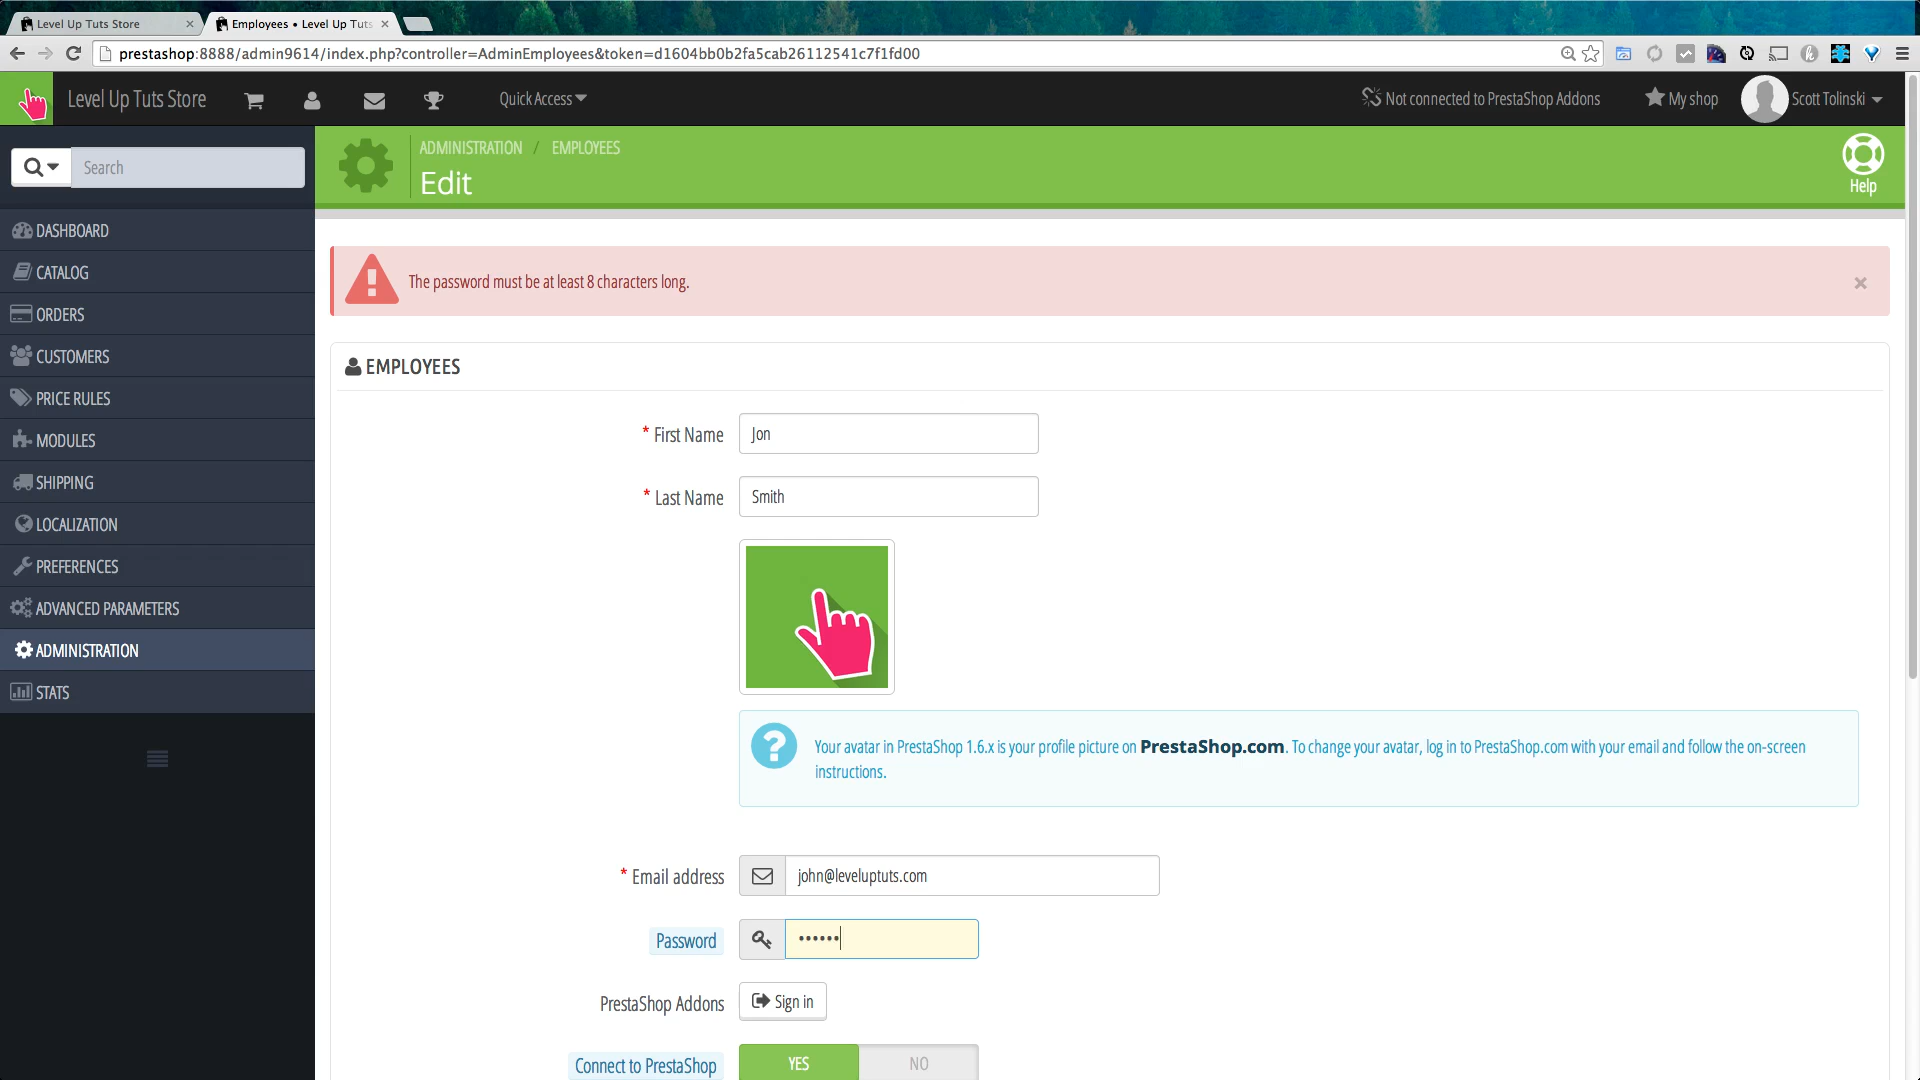 Level Up Tuts Store
Employees • Level Up Tuts
prestashop:8888/admin9614/index.php?controller=AdminEmployees&token=d1604bb0b2fa5cab26112541c7f1fd00
Level Up Tuts Store
Quick Access
Not connected to PrestaShop Addons
My shop
Scott Tolinski
Search
ADMINISTRATION / EMPLOYEES
Edit
Help
DASHBOARD
CATALOG
ORDERS
CUSTOMERS
PRICE RULES
MODULES
SHIPPING
LOCALIZATION
PREFERENCES
ADVANCED PARAMETERS
ADMINISTRATION
STATS
The password must be at least 8 characters long.
×
EMPLOYEES
* First Name Jon
* Last Name Smith
Your avatar in PrestaShop 1.6.x is your profile picture on PrestaShop.com. To change your avatar, log in to PrestaShop.com with your email and follow the on-screen
instructions.
* Email address john@leveluptuts.com
Password ••••••
PrestaShop Addons Sign in
Connect to PrestaShop YES NO